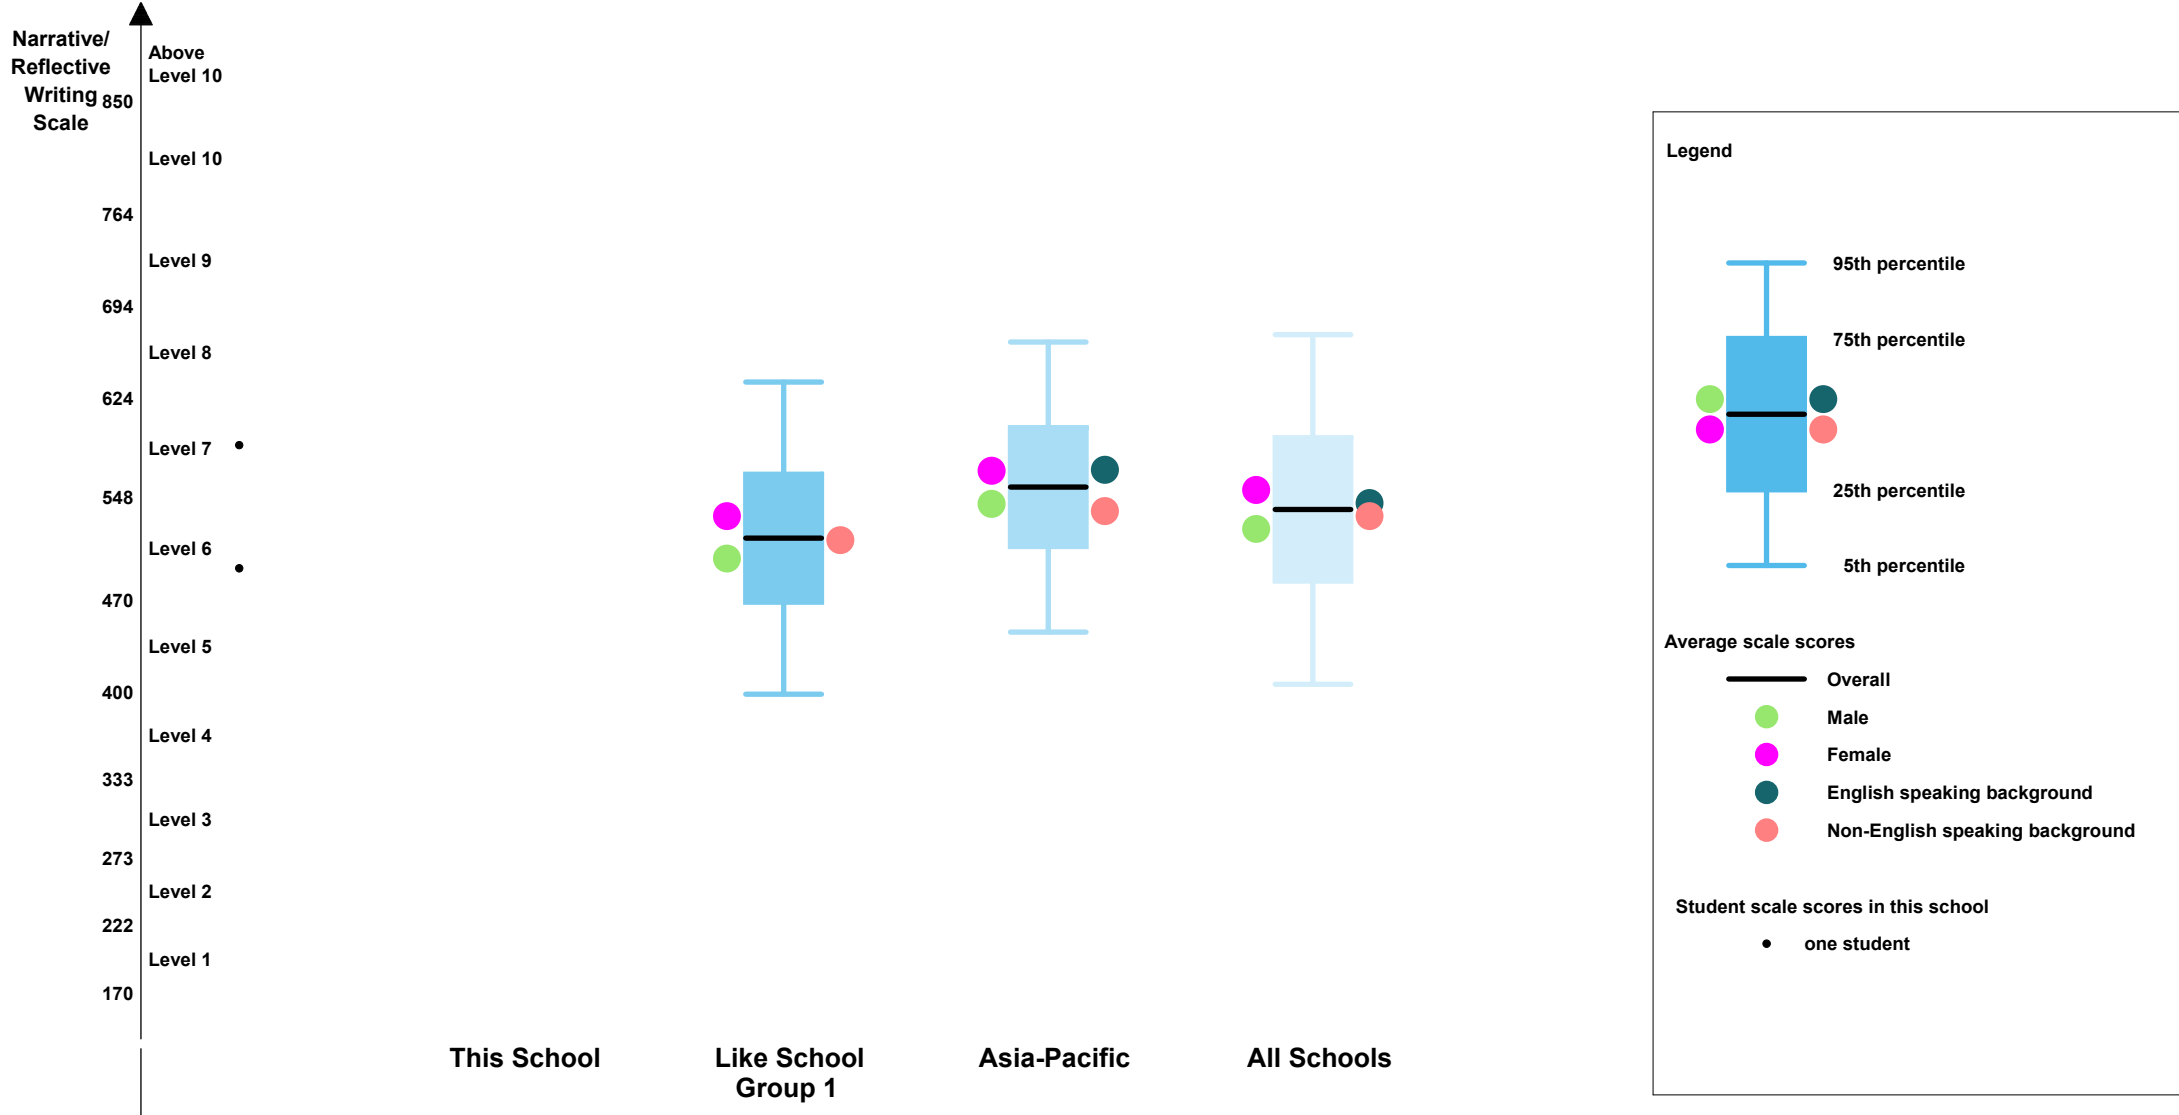 Narrative/
Reflective
Writing
Scale
Above
Level 10
850
Level 10
764
Level 9
694
Level 8
624
Level 7
548
Level 6
470
Level 5
400
Level 4
333
Level 3
273
Level 2
222
Level 1
170
This School
Like School
Group 1
Asia-Pacific
All Schools
Legend
95th percentile
75th percentile
25th percentile
5th percentile
Average scale scores
Overall
Male
Female
English speaking background
Non-English speaking background
Student scale scores in this school
one student